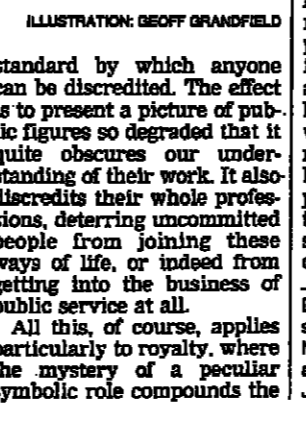 ILLUSTRATION: GEOFF GRANDFIELD
standard by which anyone
can be discredited. The effect
s to present a picture of pub-
ic figures so degraded that it
quite obscures our under-
standing of their work. It also
discredits their whole profes-
sions, deterring uncommitted
people from joining these
ways of life, or indeed from
getting into the business of
public service at all.
All this, of course, applies
particularly to royalty, where
the mystery of a peculiar
symbolic role compounds the